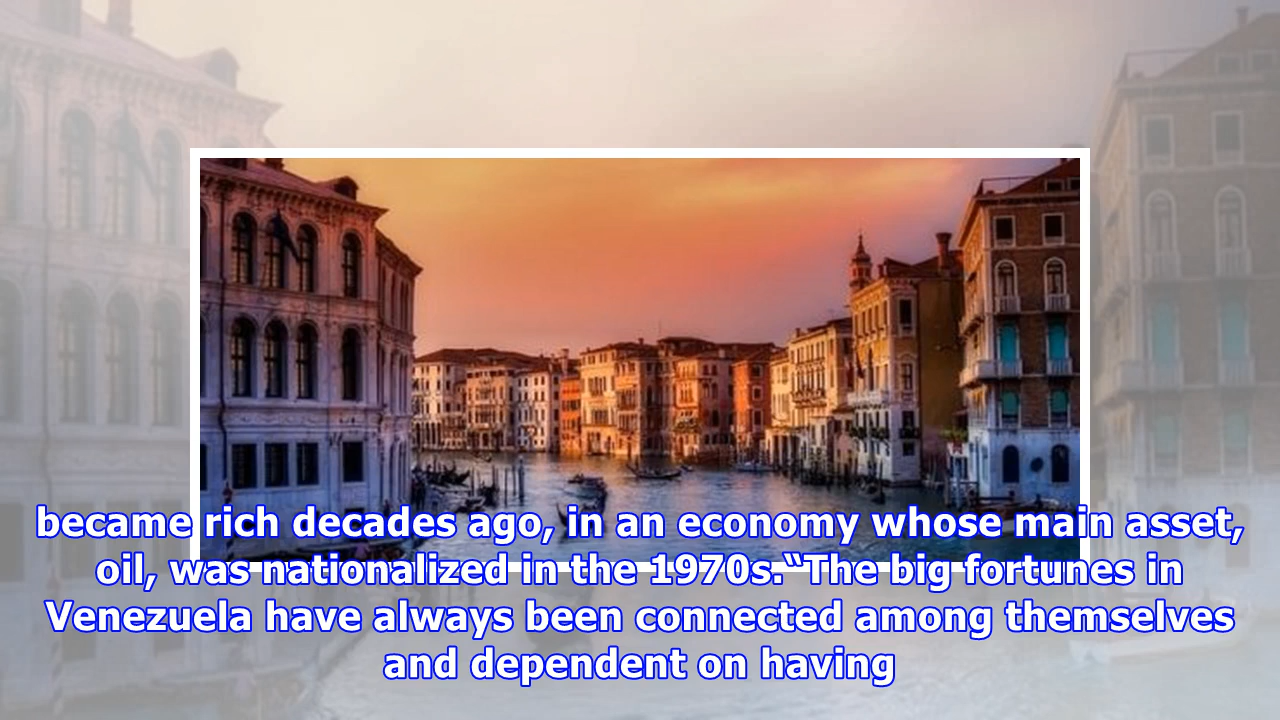 became rich decades ago, in an economy whose main asset,
oil, was nationalized in the 1970s.“The big fortunes in
Venezuela have always been connected among themselves
and dependent on having